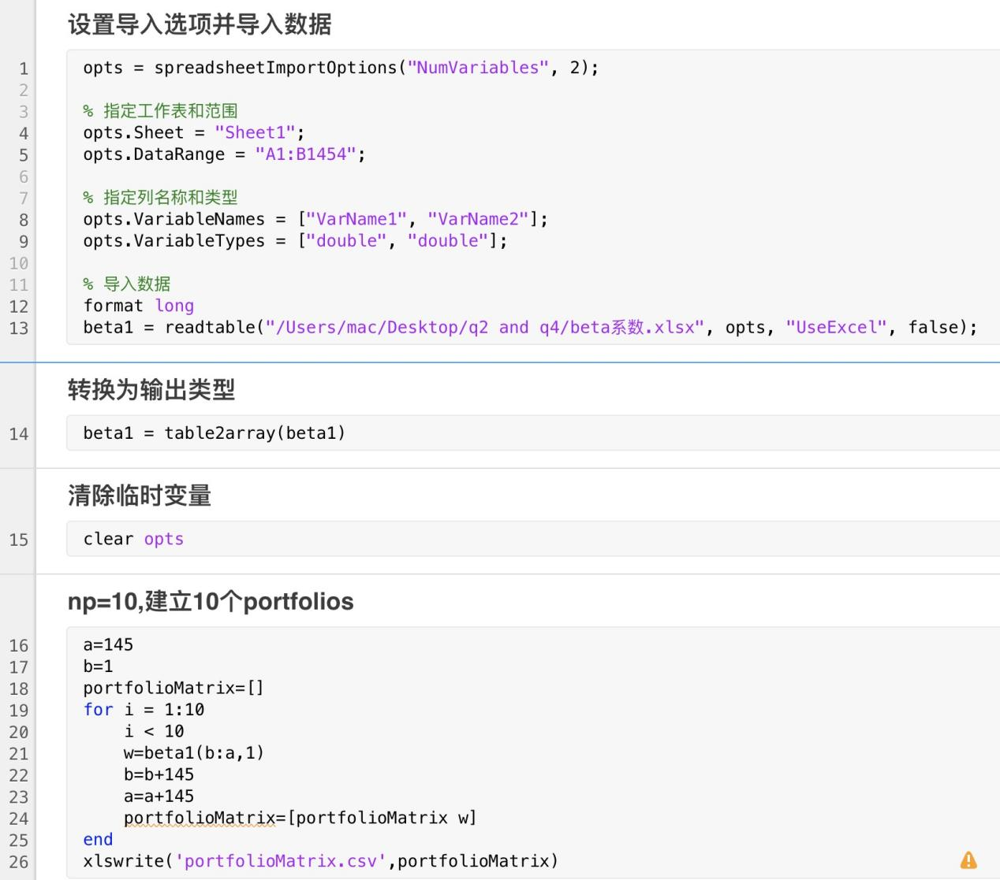 设置导入选项并导入数据
1 opts = spreadsheetImportOptions("NumVariables", 2);
2
3 % 指定工作表和范围
4 opts.Sheet = "Sheet1";
5 opts.DataRange = "A1:B1454";
6
7 % 指定列名称和类型
8 opts.VariableNames = ["VarName1", "VarName2"];
9 opts.VariableTypes = ["double", "double"];
10
11 % 导入数据
12 format long
13 beta1 = readtable("/Users/mac/Desktop/q2 and q4/beta系数.xlsx", opts, "UseExcel", false);
转换为输出类型
14 beta1 = table2array(beta1)
清除临时变量
15 clear opts
np=10,建立10个portfolios
16 a=145
17 b=1
18 portfolioMatrix=[]
19 for i = 1:10
20 i < 10
21 w=beta1(b:a,1)
22 b=b+145
23 a=a+145
24 portfolioMatrix=[portfolioMatrix w]
25 end
26 xlswrite('portfolioMatrix.csv',portfolioMatrix)